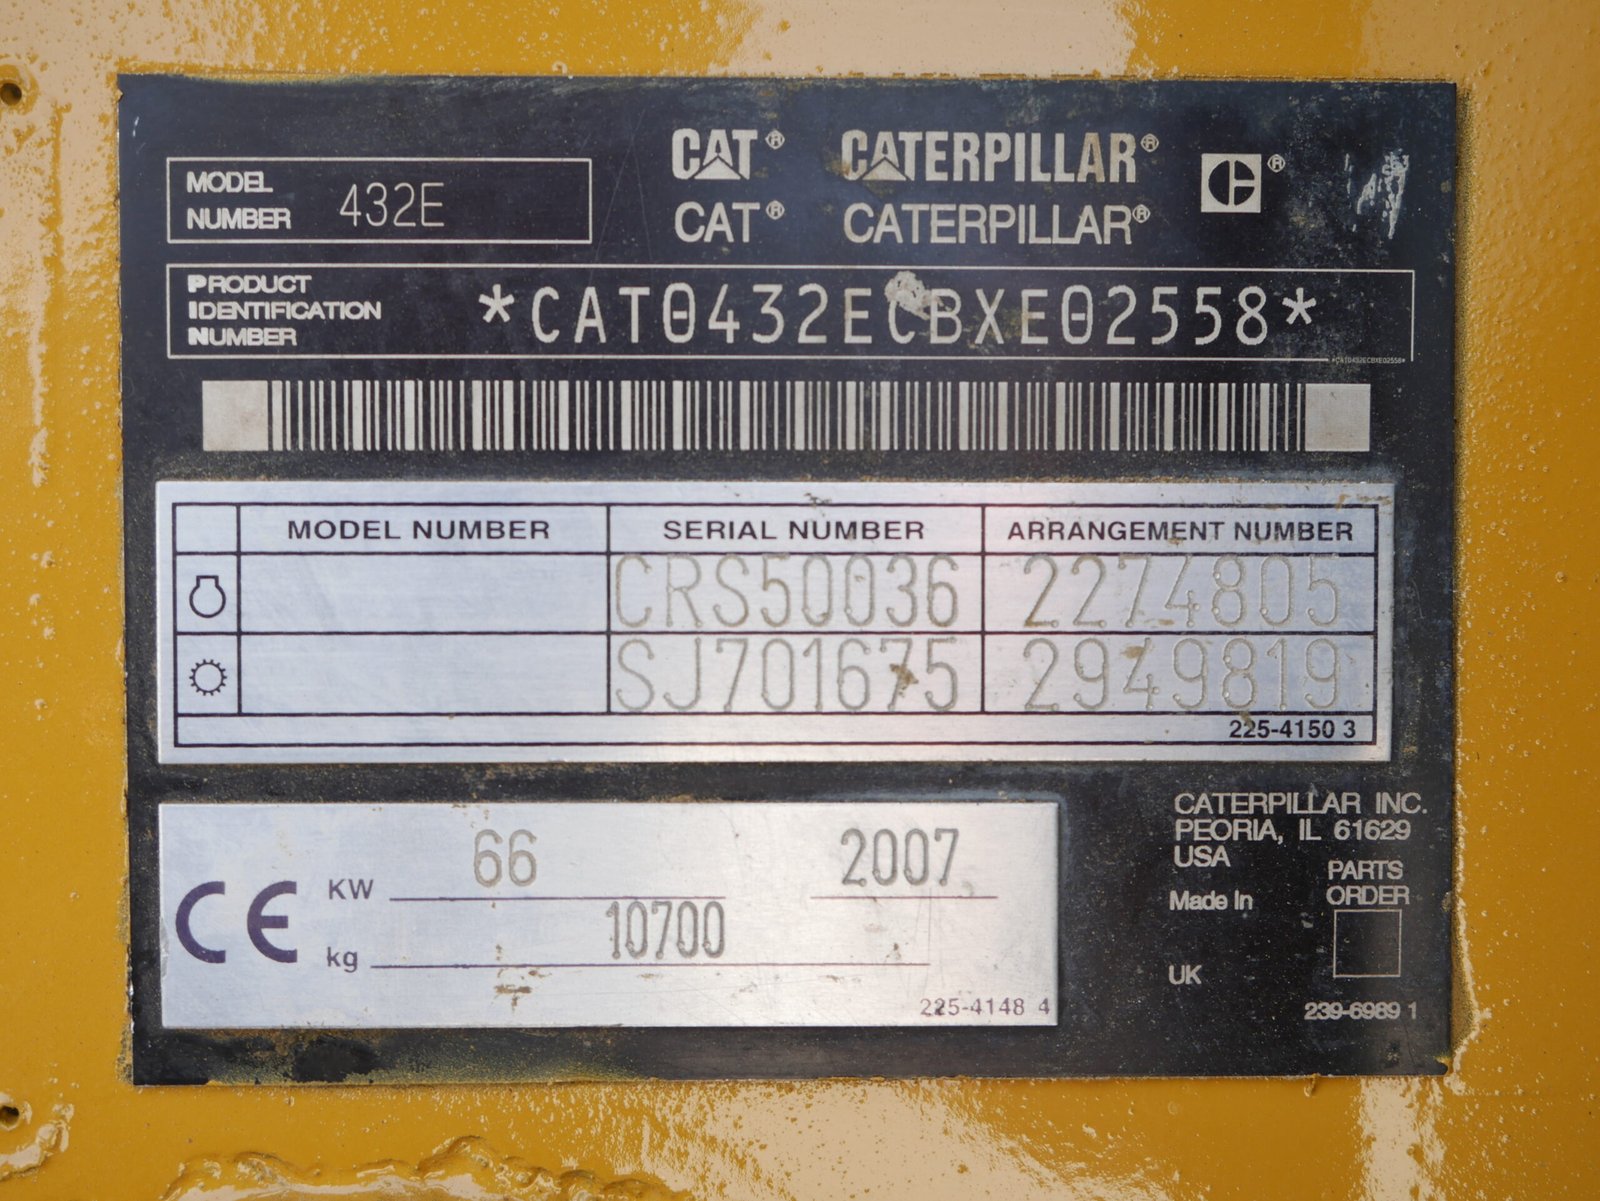 CAT® CATERPILLAR® ®
MODEL
NUMBER 432E
CAT® CATERPILLAR®
PRODUCT
IDENTIFICATION
NUMBER
*CAT0432ECBXE02558*
*CAT0432ECBXE02558*
MODEL NUMBER SERIAL NUMBER ARRANGEMENT NUMBER
CRS50036 2274805
SJ701675 2949819
225-4150 3
CE KW 66 2007
kg 10700
225-4148 4
CATERPILLAR INC.
PEORIA, IL 61629
USA
PARTS
ORDER
Made In
UK
239-6989 1